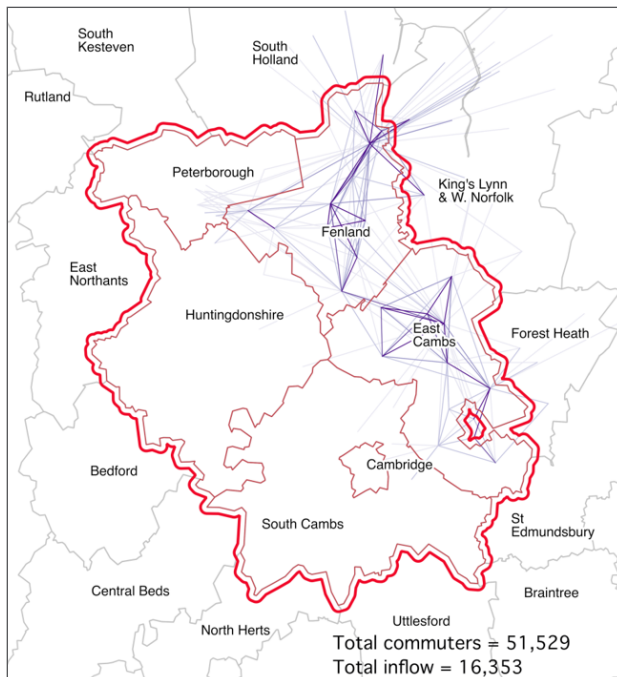 South
Kesteven
South
Holland
Rutland
Peterborough
King's Lynn
& W. Norfolk
Fenland
East
Northants
Huntingdonshire
East
Cambs
Forest Heath
Bedford
Cambridge
South Cambs
St
Edmundsbury
Central Beds
Braintree
North Herts
Uttlesford
Total commuters = 51,529
Total inflow = 16,353